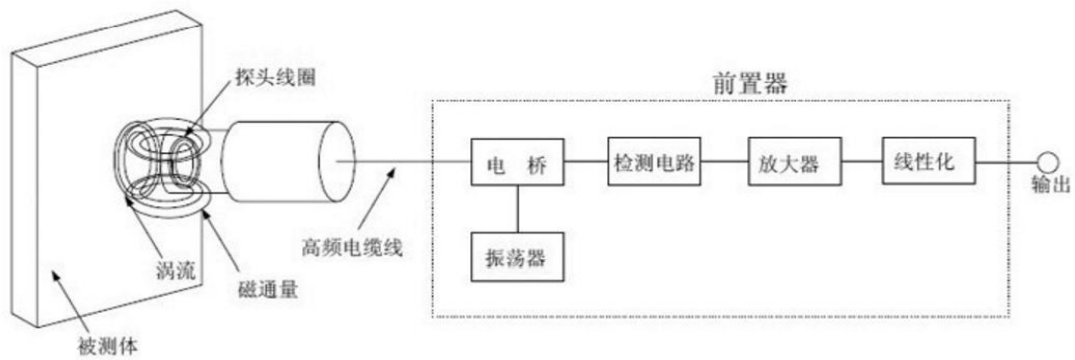 探头线圈
前置器
电 桥
检测电路
放大器
线性化
输出
高频电缆线
振荡器
涡流
磁通量
被测体